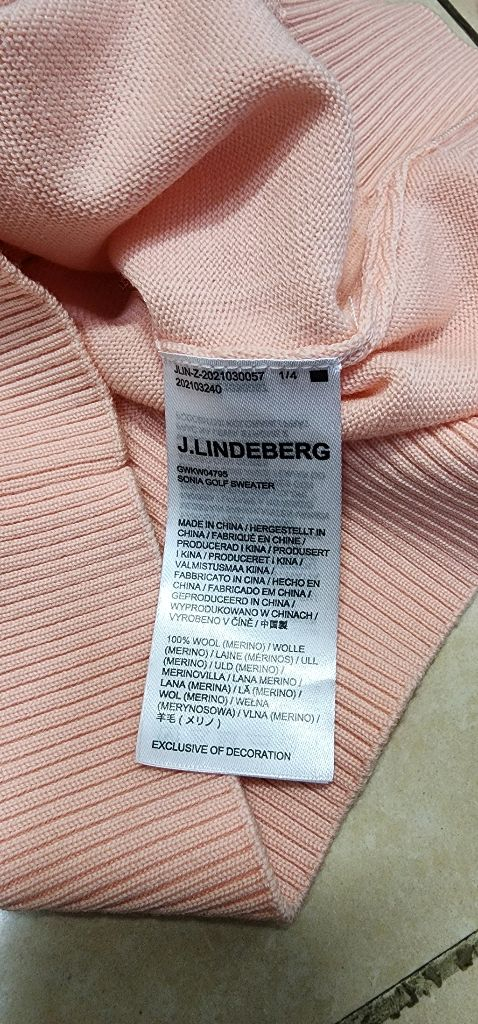 JLIN-Z-2021030057 1/4
202103240
J.LINDEBERG
GWKW04795
SONIA GOLF SWEATER
MADE IN CHINA / HERGESTELLT IN
CHINA / FABRIQUÉ EN CHINE /
PRODUCERAD I KINA / PRODUSERT
I KINA / PRODUCERET I KINA /
VALMISTUSMAA KIINA /
FABBRICATO IN CINA / HECHO EN
CHINA / FABRICADO EM CHINA /
GEPRODUCEERD IN CHINA /
WYPRODUKOWANO W CHINACH /
VYROBENO V ČÍNĚ / 中国製
100% WOOL (MERINO) / WOLLE
(MERINO) / LAINE (MÉRINOS) / ULL
(MERINO) / ULD (MERINO) /
MERINOVILLA / LANA MERINO /
LANA (MERINA) / LÃ (MERINO) /
WOL (MERINO) / WEŁNA
(MERYNOSOWA) / VLNA (MERINO) /
羊毛 ( メリノ )
EXCLUSIVE OF DECORATION